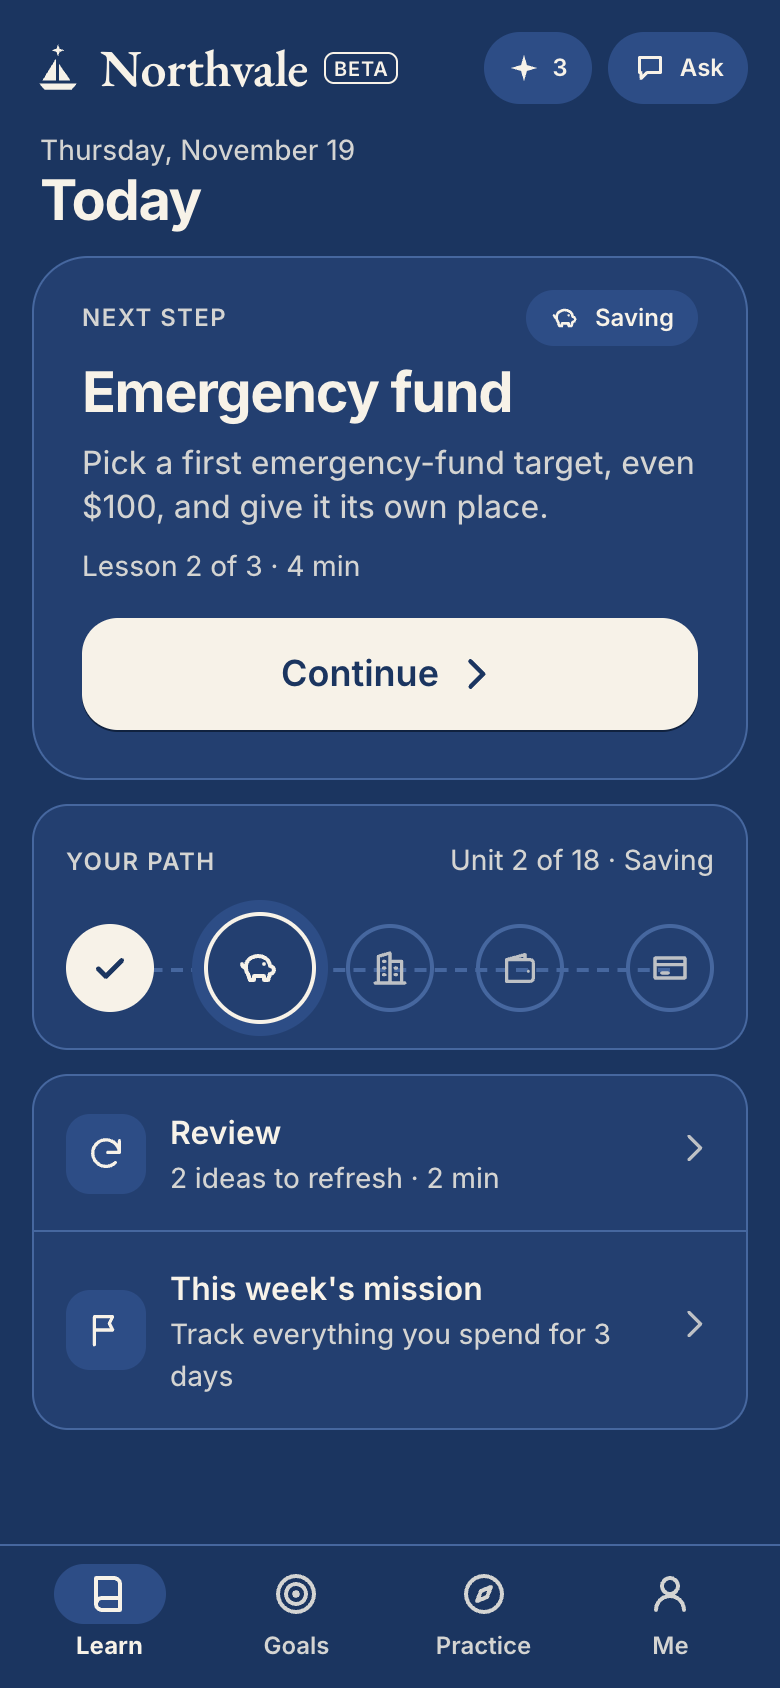 Northvale BETA
3
Ask
Thursday, November 19
Today
NEXT STEP
Saving
Emergency fund
Pick a first emergency-fund target, even
$100, and give it its own place.
Lesson 2 of 3 · 4 min
Continue
YOUR PATH
Unit 2 of 18 · Saving
Review
2 ideas to refresh · 2 min
This week's mission
Track everything you spend for 3
days
Learn
Goals
Practice
Me